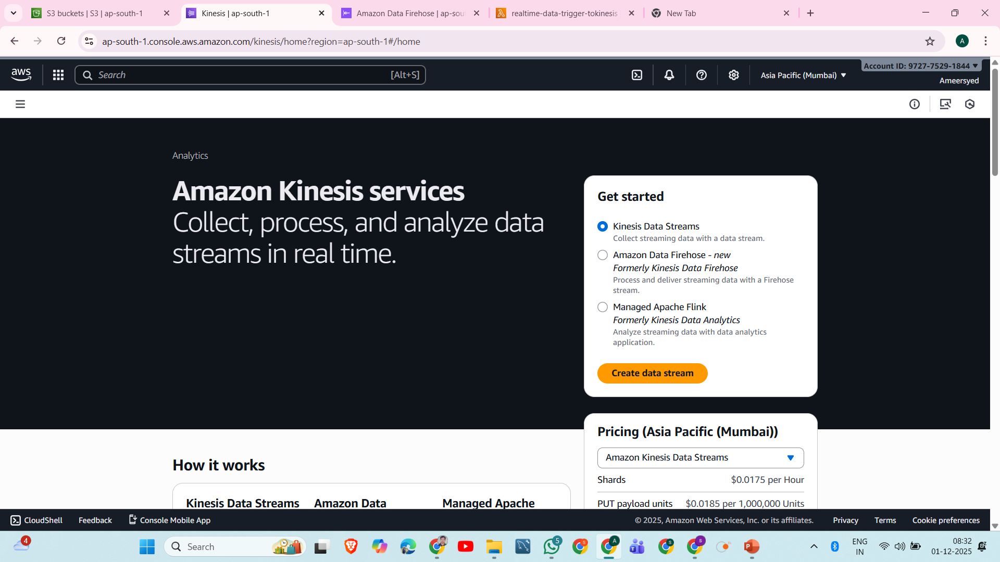 S3 buckets | S3 | ap-south-1
Kinesis | ap-south-1
Amazon Data Firehose | ap-sou
realtime-data-trigger-tokinesis
New Tab
ap-south-1.console.aws.amazon.com/kinesis/home?region=ap-south-1#/home
A
aws
Search
[Alt+S]
Asia Pacific (Mumbai)
Account ID: 9727-7529-1844
Ameersyed
Analytics
Amazon Kinesis services
Collect, process, and analyze data
streams in real time.
Get started
Kinesis Data Streams
Collect streaming data with a data stream.
Amazon Data Firehose - new
Formerly Kinesis Data Firehose
Process and deliver streaming data with a Firehose
stream.
Managed Apache Flink
Formerly Kinesis Data Analytics
Analyze streaming data with data analytics
application.
Create data stream
Pricing (Asia Pacific (Mumbai))
Amazon Kinesis Data Streams
Shards $0.0175 per Hour
PUT payload units $0.0185 per 1,000,000 Units
How it works
Kinesis Data Streams
Amazon Data
Managed Apache
CloudShell
Feedback
Console Mobile App
© 2025, Amazon Web Services, Inc. or its affiliates.
Privacy
Terms
Cookie preferences
4
Search
5
S
A
T
S
S
P
ENG
IN
08:32
01-12-2025